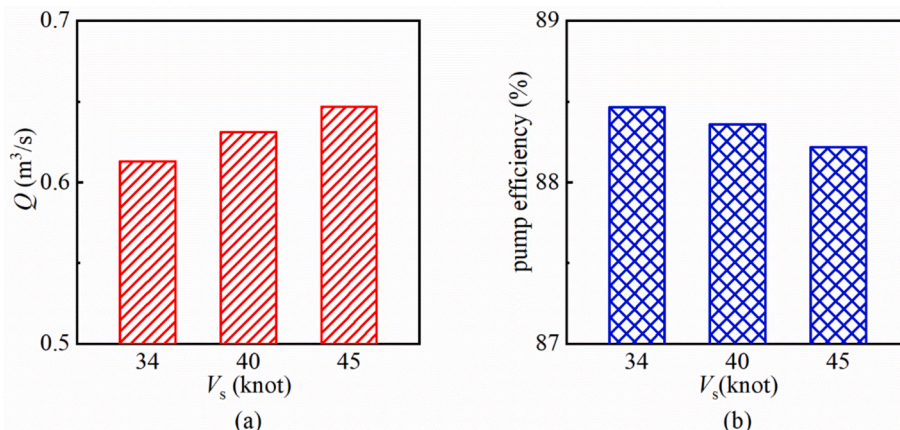 0.7
0.6
0.5
Q (m³/s)
34 40 45
Vₛ (knot)
(a)
89
88
87
pump efficiency (%)
34 40 45
Vₛ(knot)
(b)